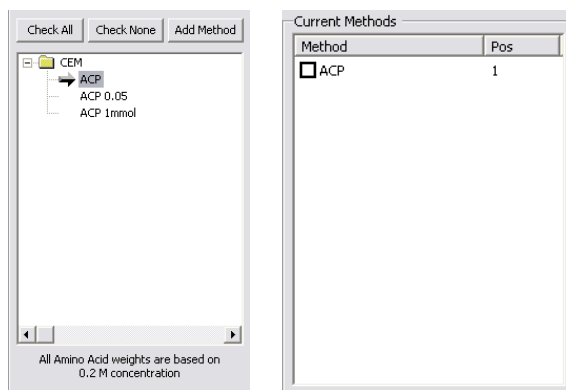 Check All Check None Add Method
CEM
ACP
ACP 0.05
ACP 1mmol
All Amino Acid weights are based on
0.2 M concentration
Current Methods
Method Pos
ACP 1